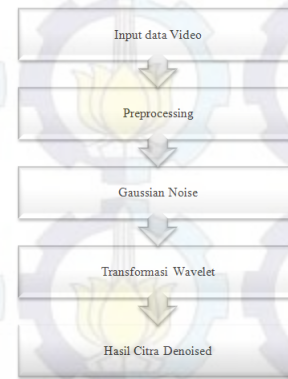 Input data Video
Preprocessing
Gaussian Noise
Transformasi Wavelet
Hasil Citra Denoised